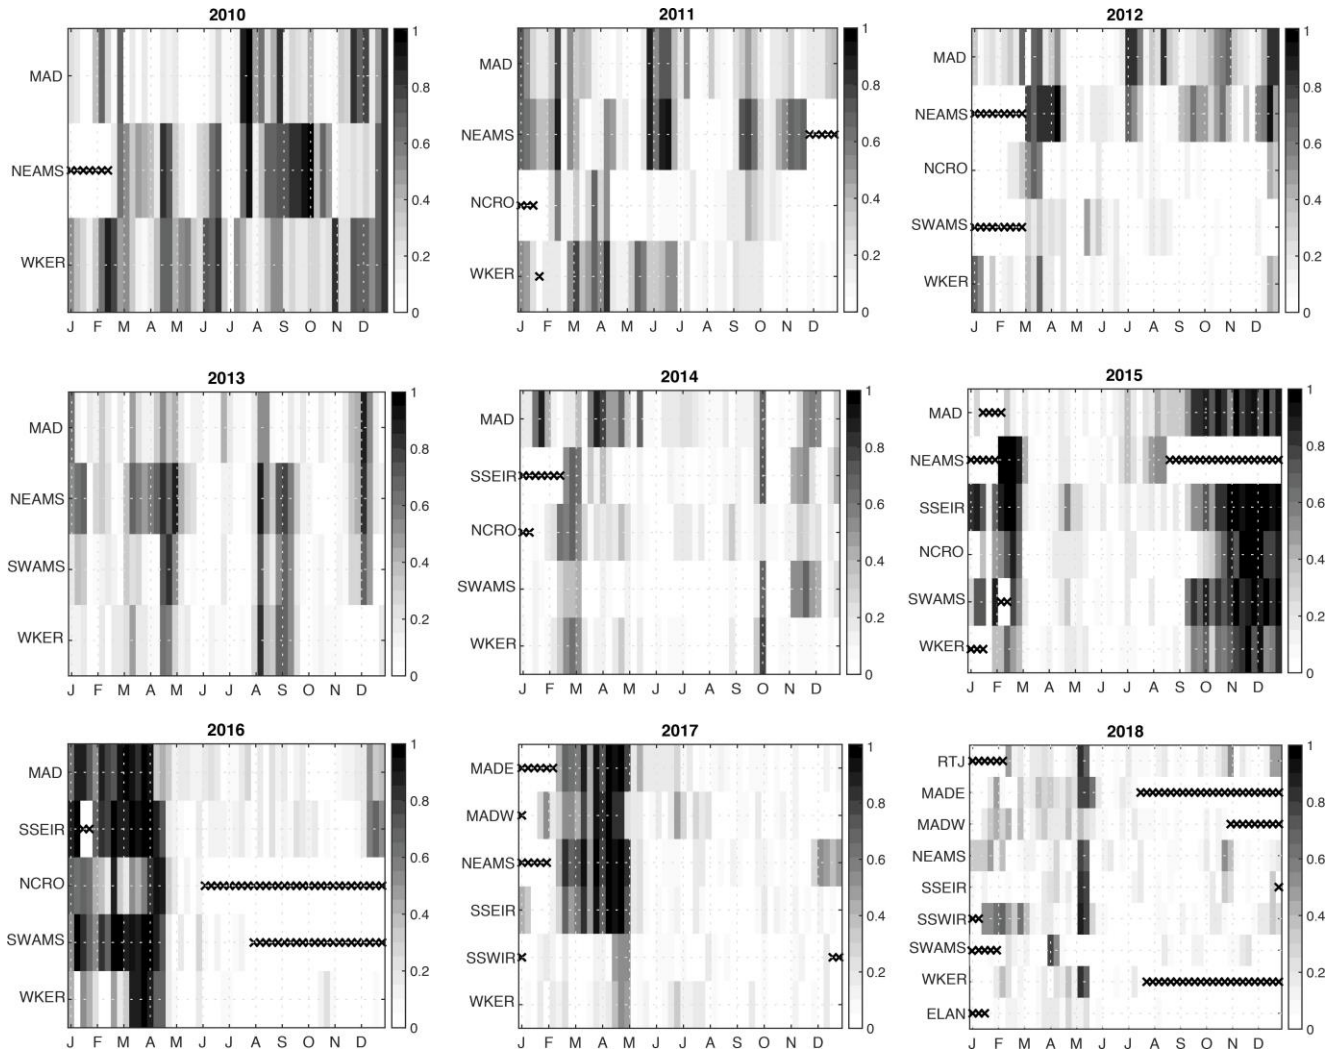 2010
MAD
NEAMS
WKER
J F M A M J J A S O N D
1
0.8
0.6
0.4
0.2
0
2011
MAD
NEAMS
NCRO
WKER
J F M A M J J A S O N D
1
0.8
0.6
0.4
0.2
0
2012
MAD
NEAMS
NCRO
SWAMS
WKER
J F M A M J J A S O N D
1
0.8
0.6
0.4
0.2
0
2013
MAD
NEAMS
SWAMS
WKER
J F M A M J J A S O N D
1
0.8
0.6
0.4
0.2
0
2014
MAD
SSEIR
NCRO
SWAMS
WKER
J F M A M J J A S O N D
1
0.8
0.6
0.4
0.2
0
2015
MAD
NEAMS
SSEIR
NCRO
SWAMS
WKER
J F M A M J J A S O N D
1
0.8
0.6
0.4
0.2
0
2016
MAD
SSEIR
NCRO
SWAMS
WKER
J F M A M J J A S O N D
1
0.8
0.6
0.4
0.2
0
2017
MADE
MADW
NEAMS
SSEIR
SSWIR
WKER
J F M A M J J A S O N D
1
0.8
0.6
0.4
0.2
0
2018
RTJ
MADE
MADW
NEAMS
SSEIR
SSWIR
SWAMS
WKER
ELAN
J F M A M J J A S O N D
1
0.8
0.6
0.4
0.2
0